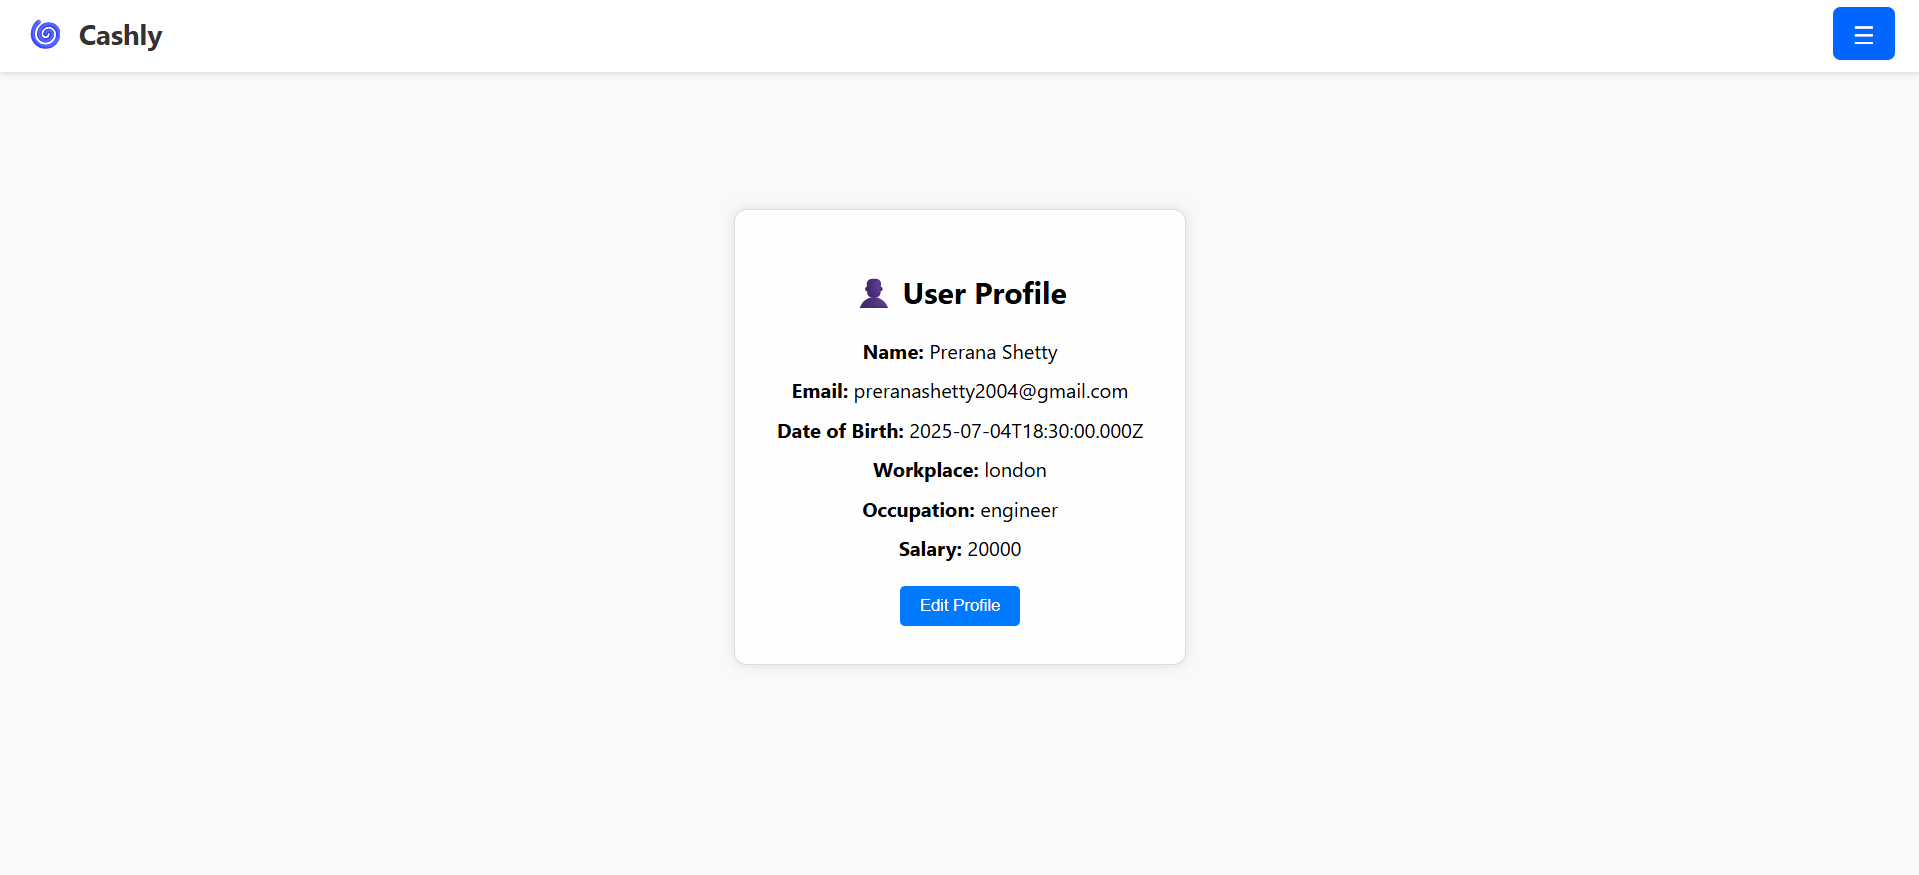 Cashly
User Profile
Name: Prerana Shetty
Email: preranashetty2004@gmail.com
Date of Birth: 2025-07-04T18:30:00.000Z
Workplace: london
Occupation: engineer
Salary: 20000
Edit Profile